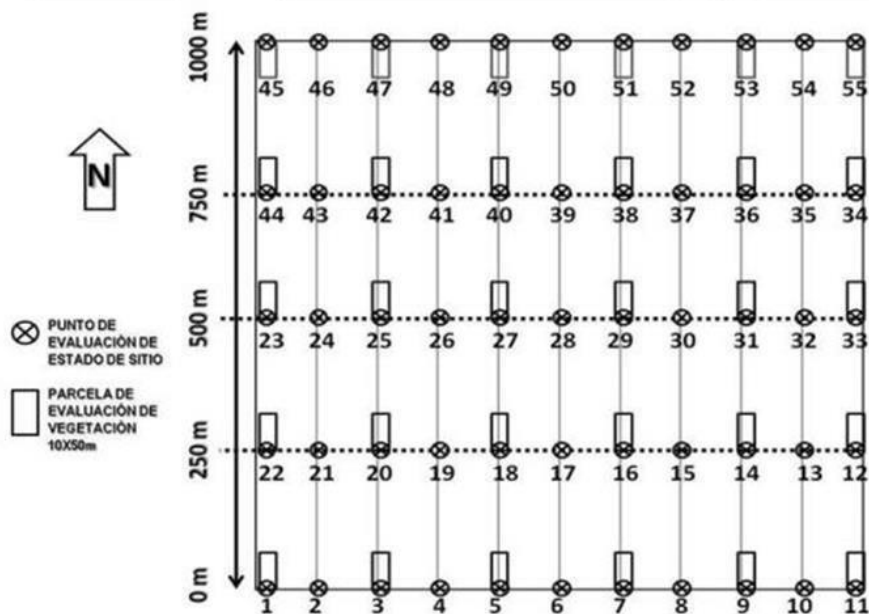 1000 m
45 46 47 48 49 50 51 52 53 54 55
N
750 m
44 43 42 41 40 39 38 37 36 35 34
500 m
23 24 25 26 27 28 29 30 31 32 33
PUNTO DE
EVALUACIÓN DE
ESTADO DE SITIO
PARCELA DE
EVALUACIÓN DE
VEGETACIÓN
10X50m
250 m
22 21 20 19 18 17 16 15 14 13 12
0 m
1 2 3 4 5 6 7 8 9 10 11